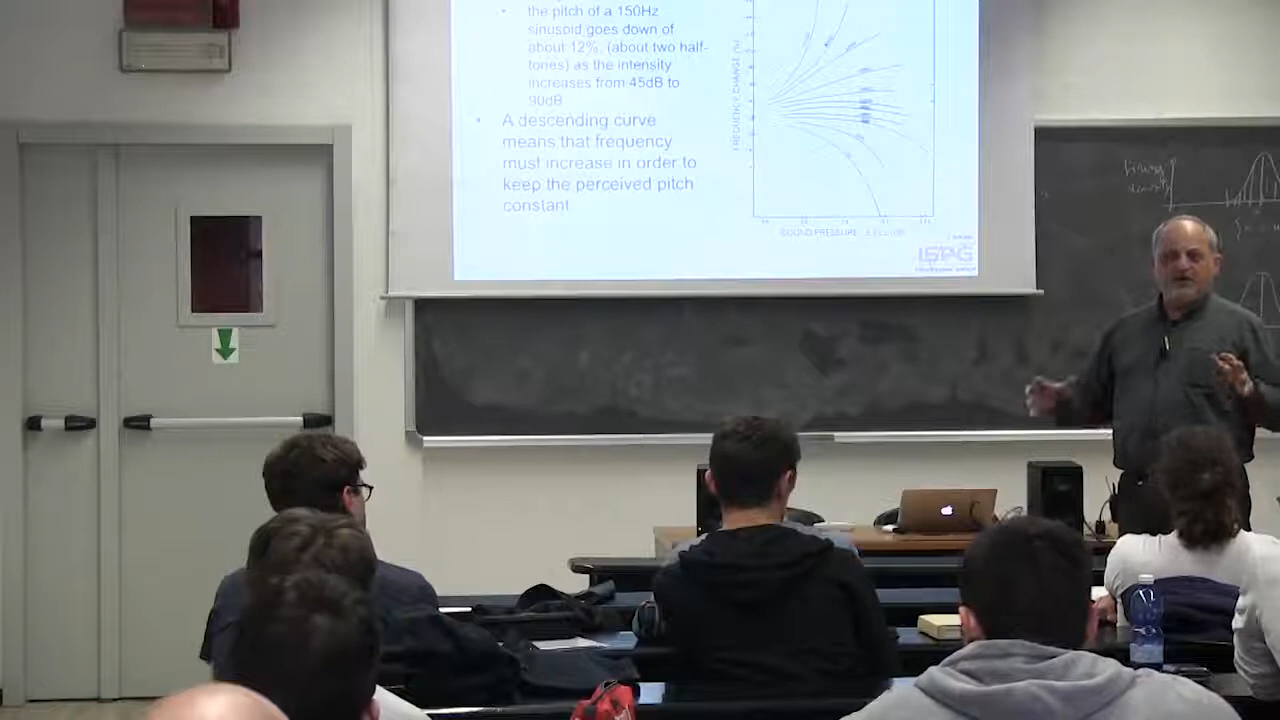 the pitch of a 150Hz
sinusoid goes down of
about 12%, (about two half-
tones) as the intensity
increases from 45dB to
90dB
A descending curve
means that frequency
must increase in order to
keep the perceived pitch
constant
FREQUENCY CHANGE (%)
SOUND PRESSURE
ISPG